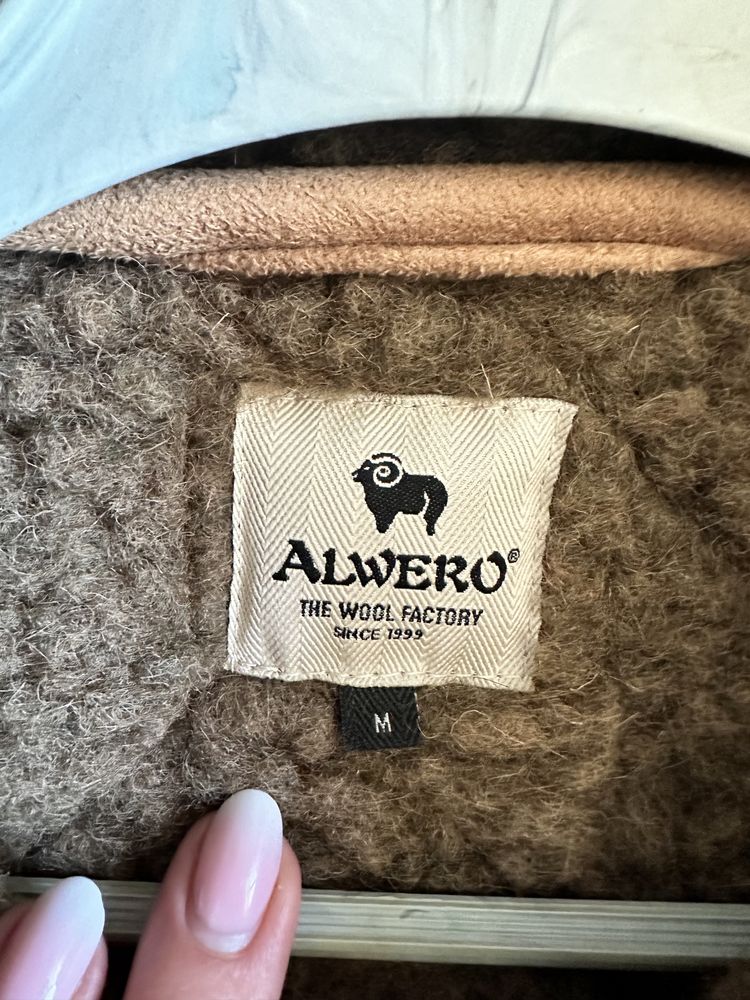 ALWERO®
THE WOOL FACTORY
SINCE 1999
M